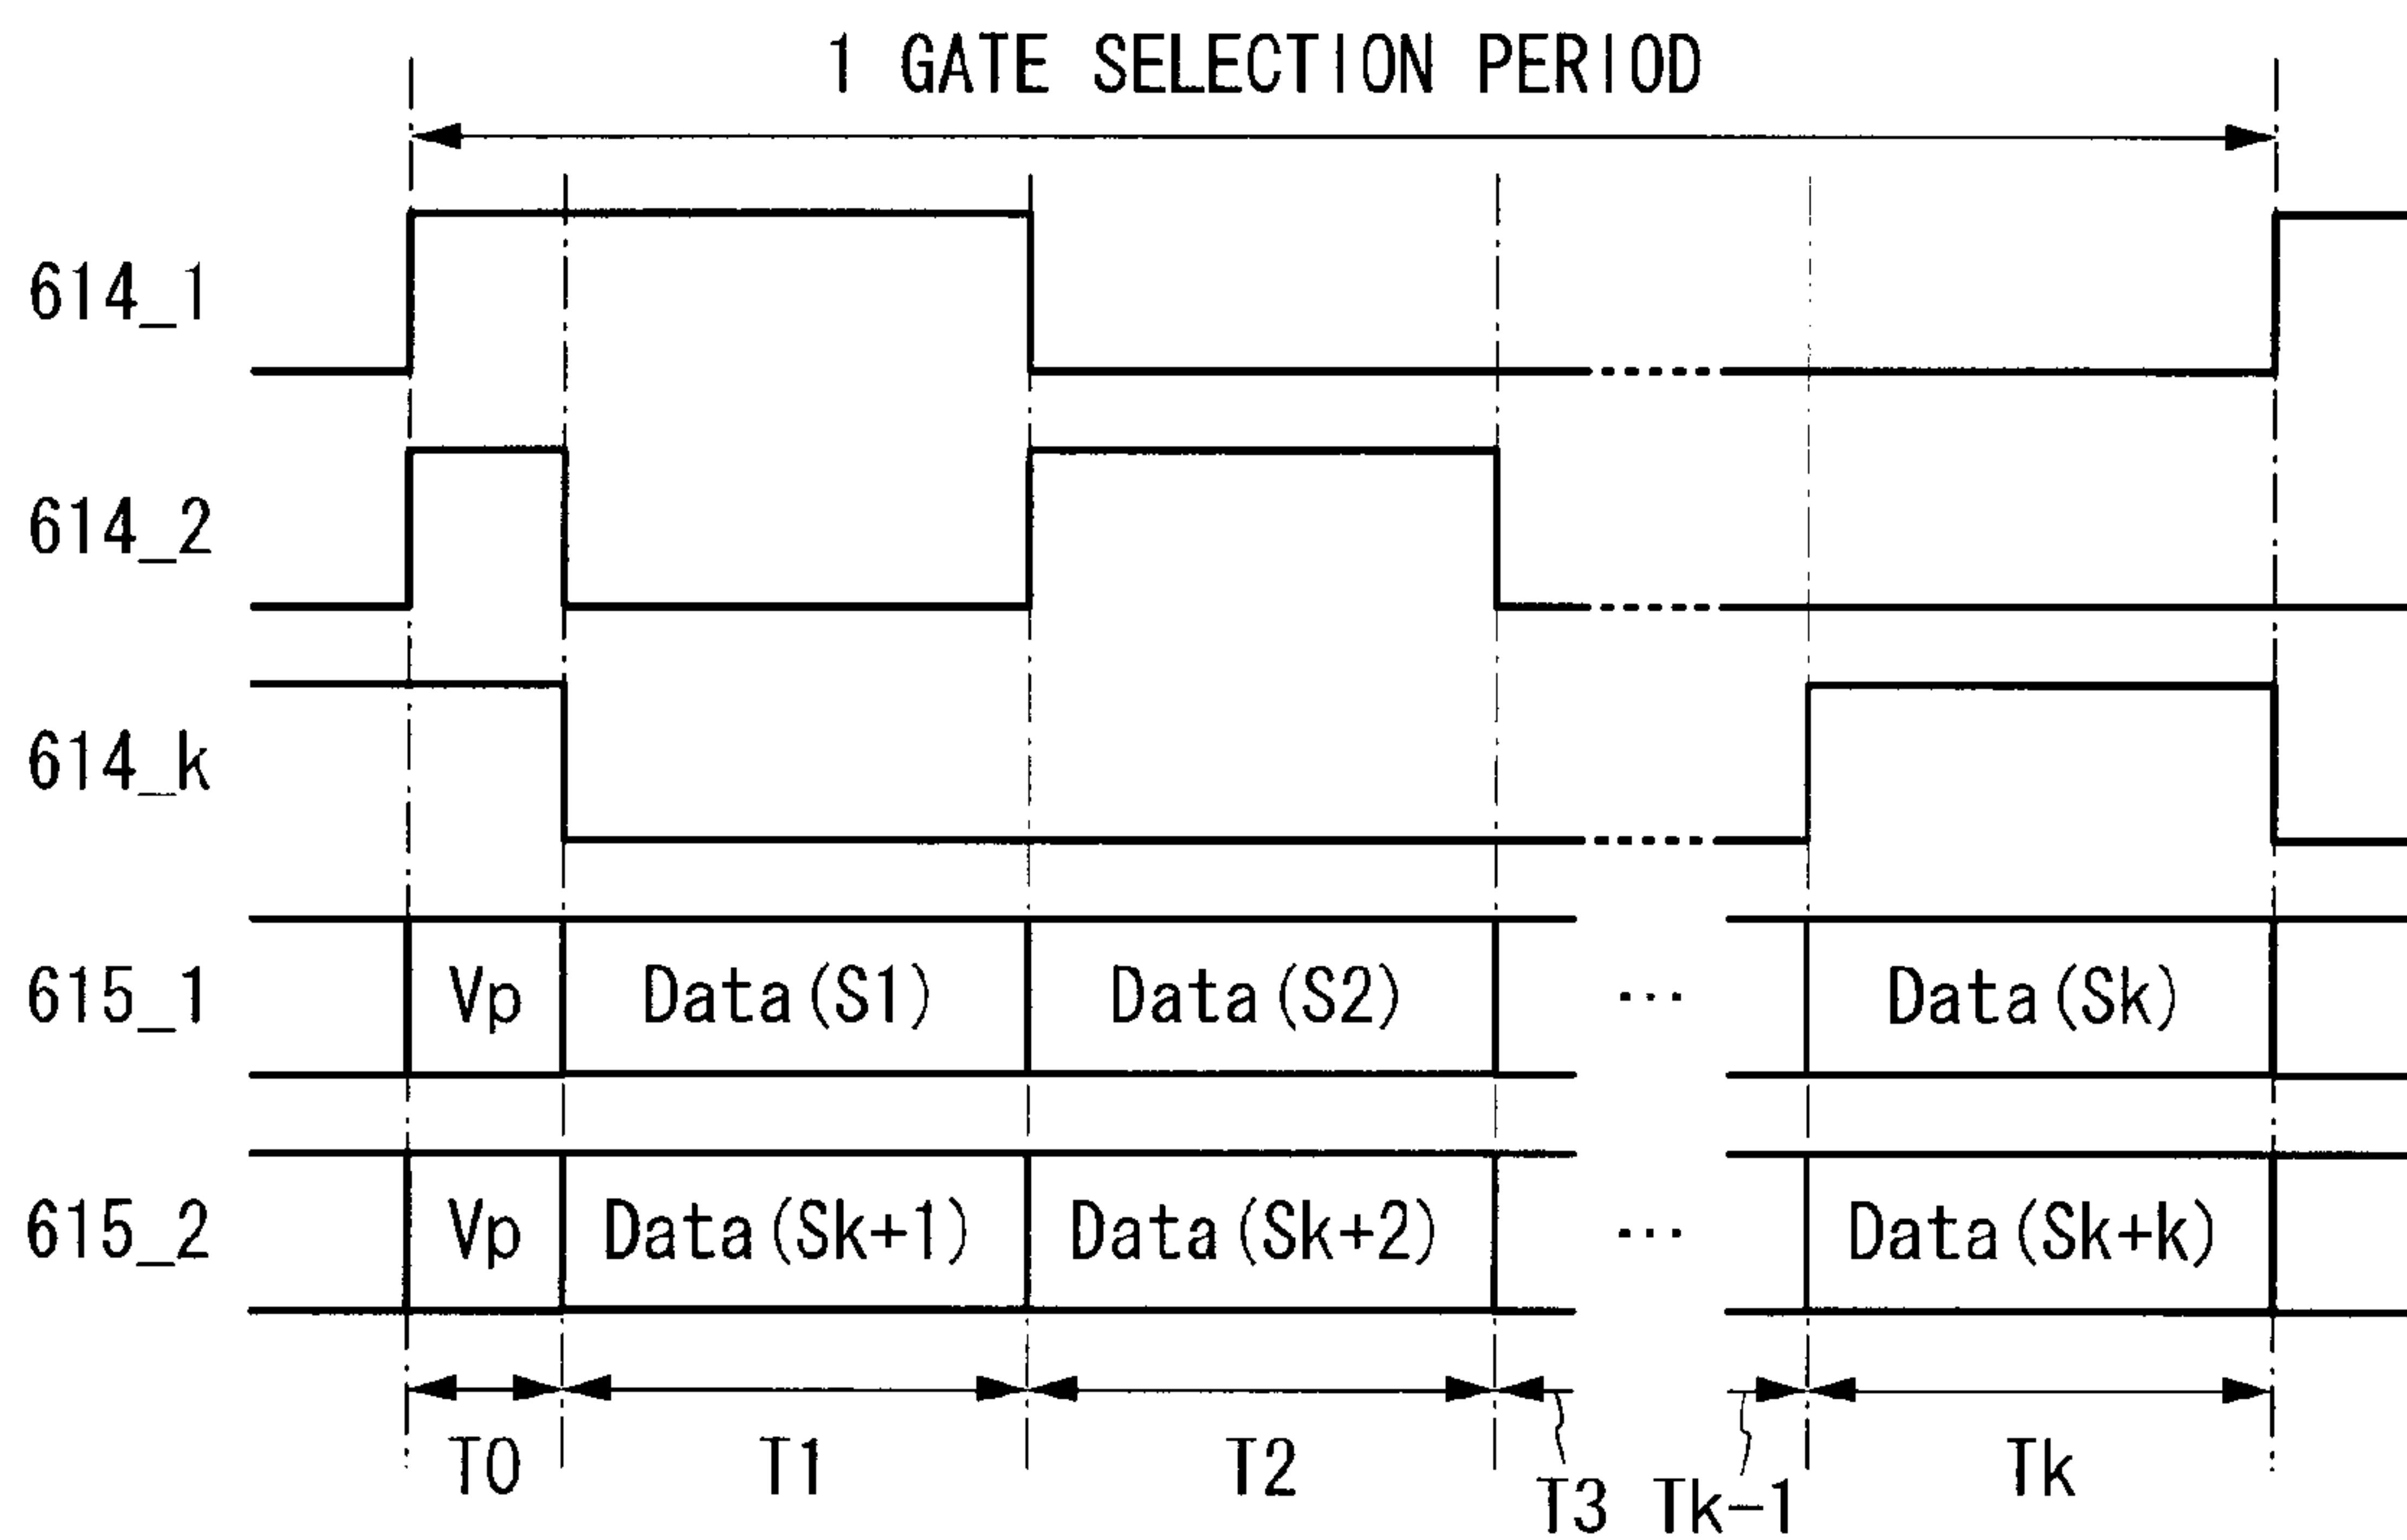 1 GATE SELECTION PERIOD
614_1
614_2
614_k
615_1 Vp Data(S1) Data(S2) ... Data(Sk)
615_2 Vp Data(Sk+1) Data(Sk+2) ... Data(Sk+k)
T0 T1 T2 T3 Tk-1 Tk